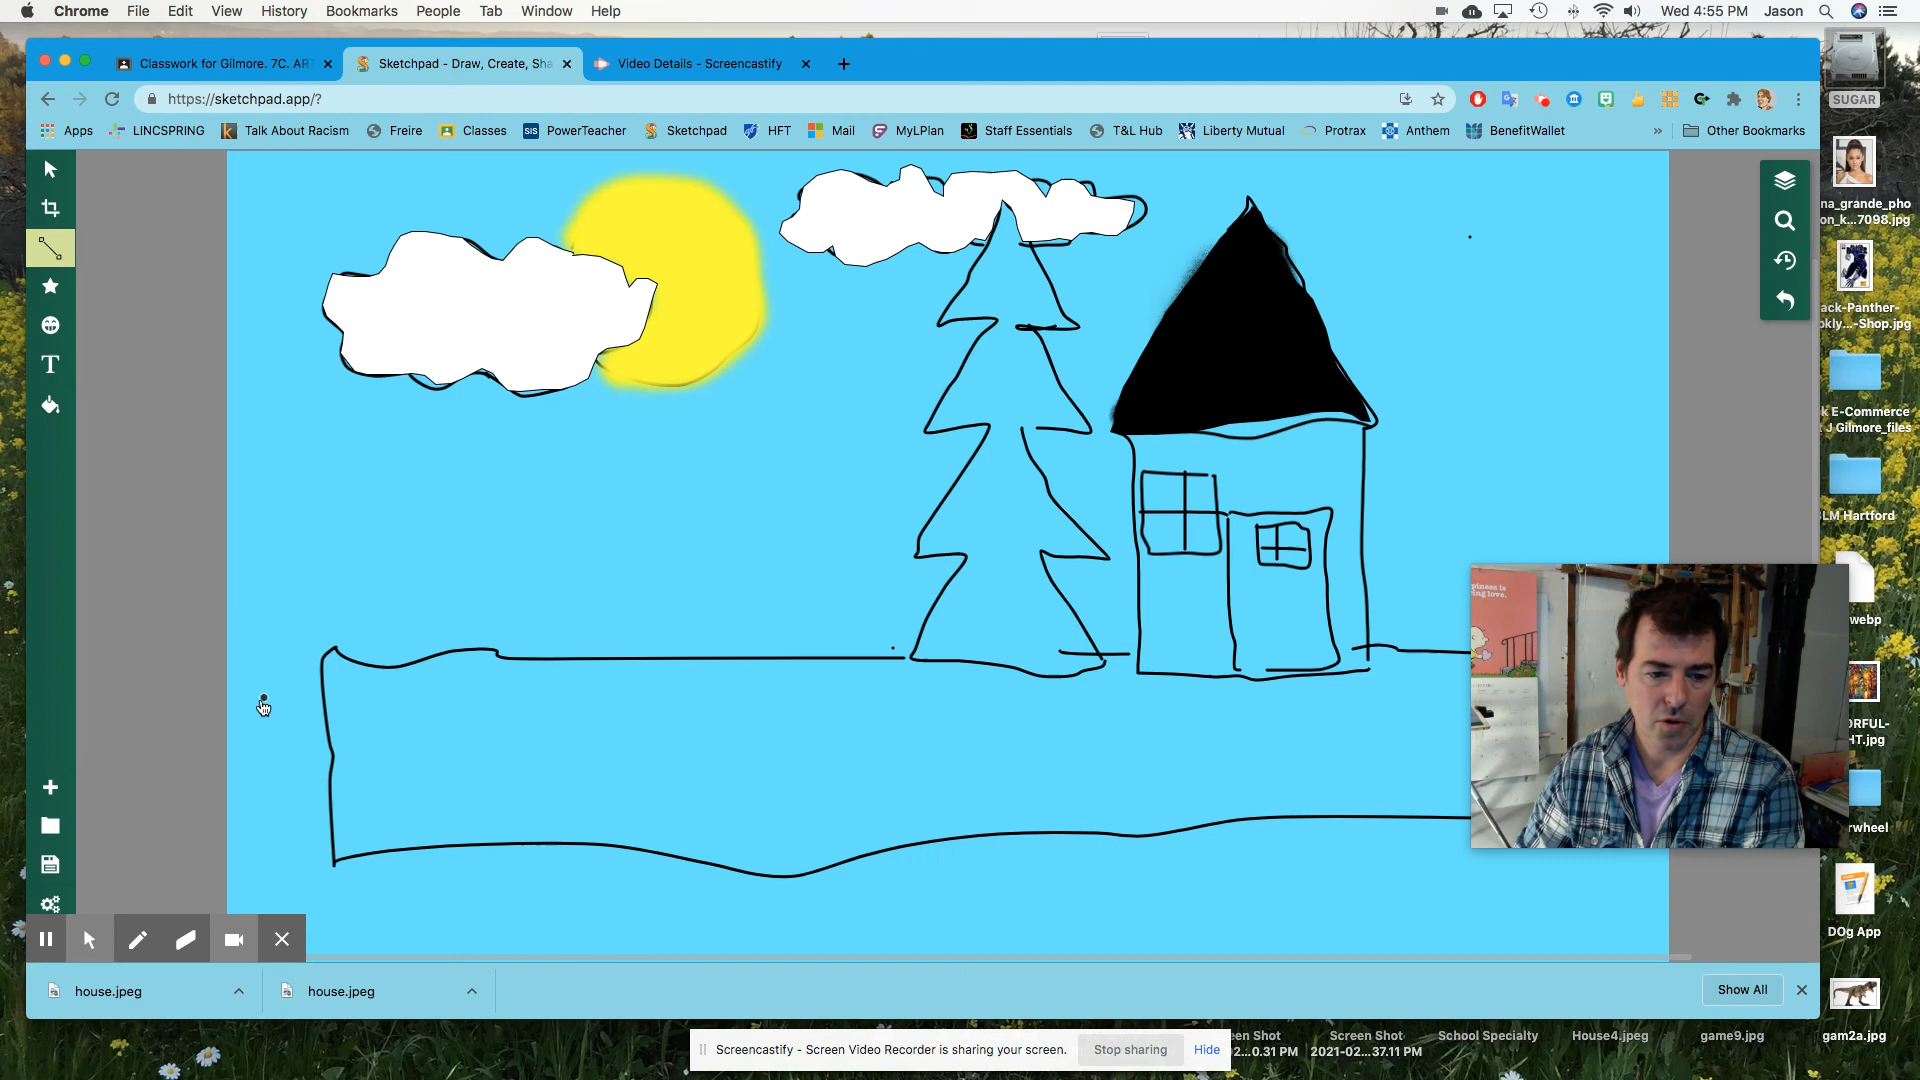 Chrome File Edit View History Bookmarks People Tab Window Help
Wed 4:55 PM Jason
Classwork for Gilmore. 7C. ART
Sketchpad - Draw, Create, Sha
Video Details - Screencastify
https://sketchpad.app/?
Apps LINCSPRING Talk About Racism Freire Classes PowerTeacher Sketchpad HFT Mail MyLPlan Staff Essentials T&L Hub Liberty Mutual Protrax Anthem BenefitWallet » Other Bookmarks
SUGAR
na_grande_pho
on_k...7098.jpg
ack-Panther-
okly...-Shop.jpg
k E-Commerce
J Gilmore_files
LM Hartford
webp
ORFUL-
HT.jpg
rwheel
DOg App
T
house.jpeg
house.jpeg
Show All
Screencastify - Screen Video Recorder is sharing your screen.
Stop sharing
Hide
een Shot
2...0.31 PM
Screen Shot
2021-02...37.11 PM
School Specialty
House4.jpeg
game9.jpg
gam2a.jpg